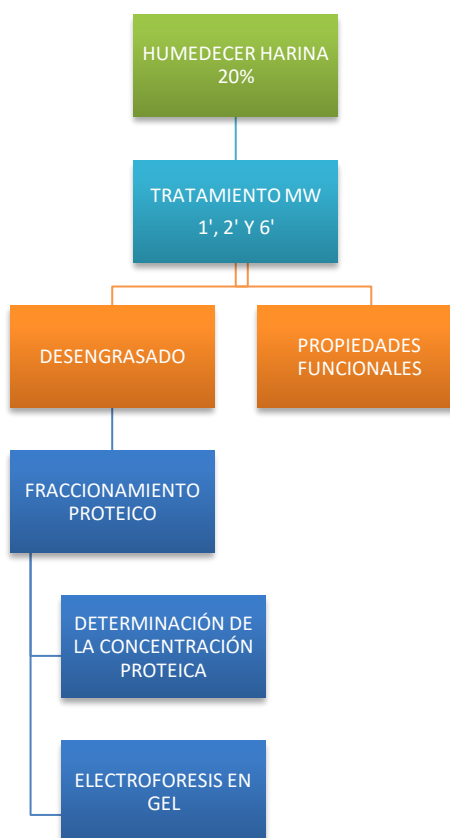 HUMEDECER HARINA
20%
TRATAMIENTO MW
1', 2' Y 6'
DESENGRASADO
PROPIEDADES
FUNCIONALES
FRACCIONAMIENTO
PROTEICO
DETERMINACIÓN DE
LA CONCENTRACIÓN
PROTEICA
ELECTROFORESIS EN
GEL